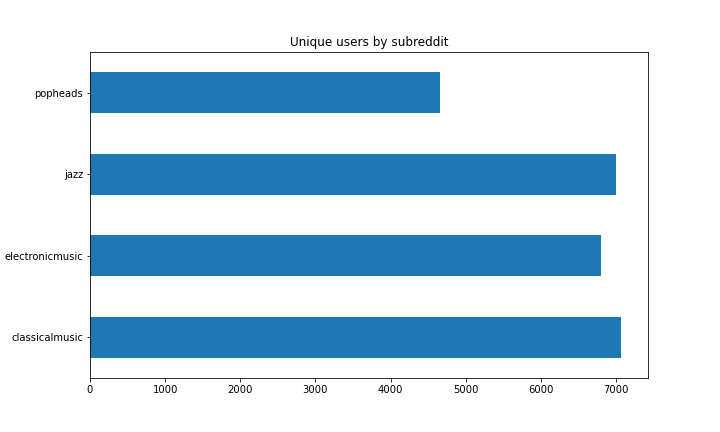 Unique users by subreddit
popheads
jazz
electronicmusic
classicalmusic
0 1000 2000 3000 4000 5000 6000 7000